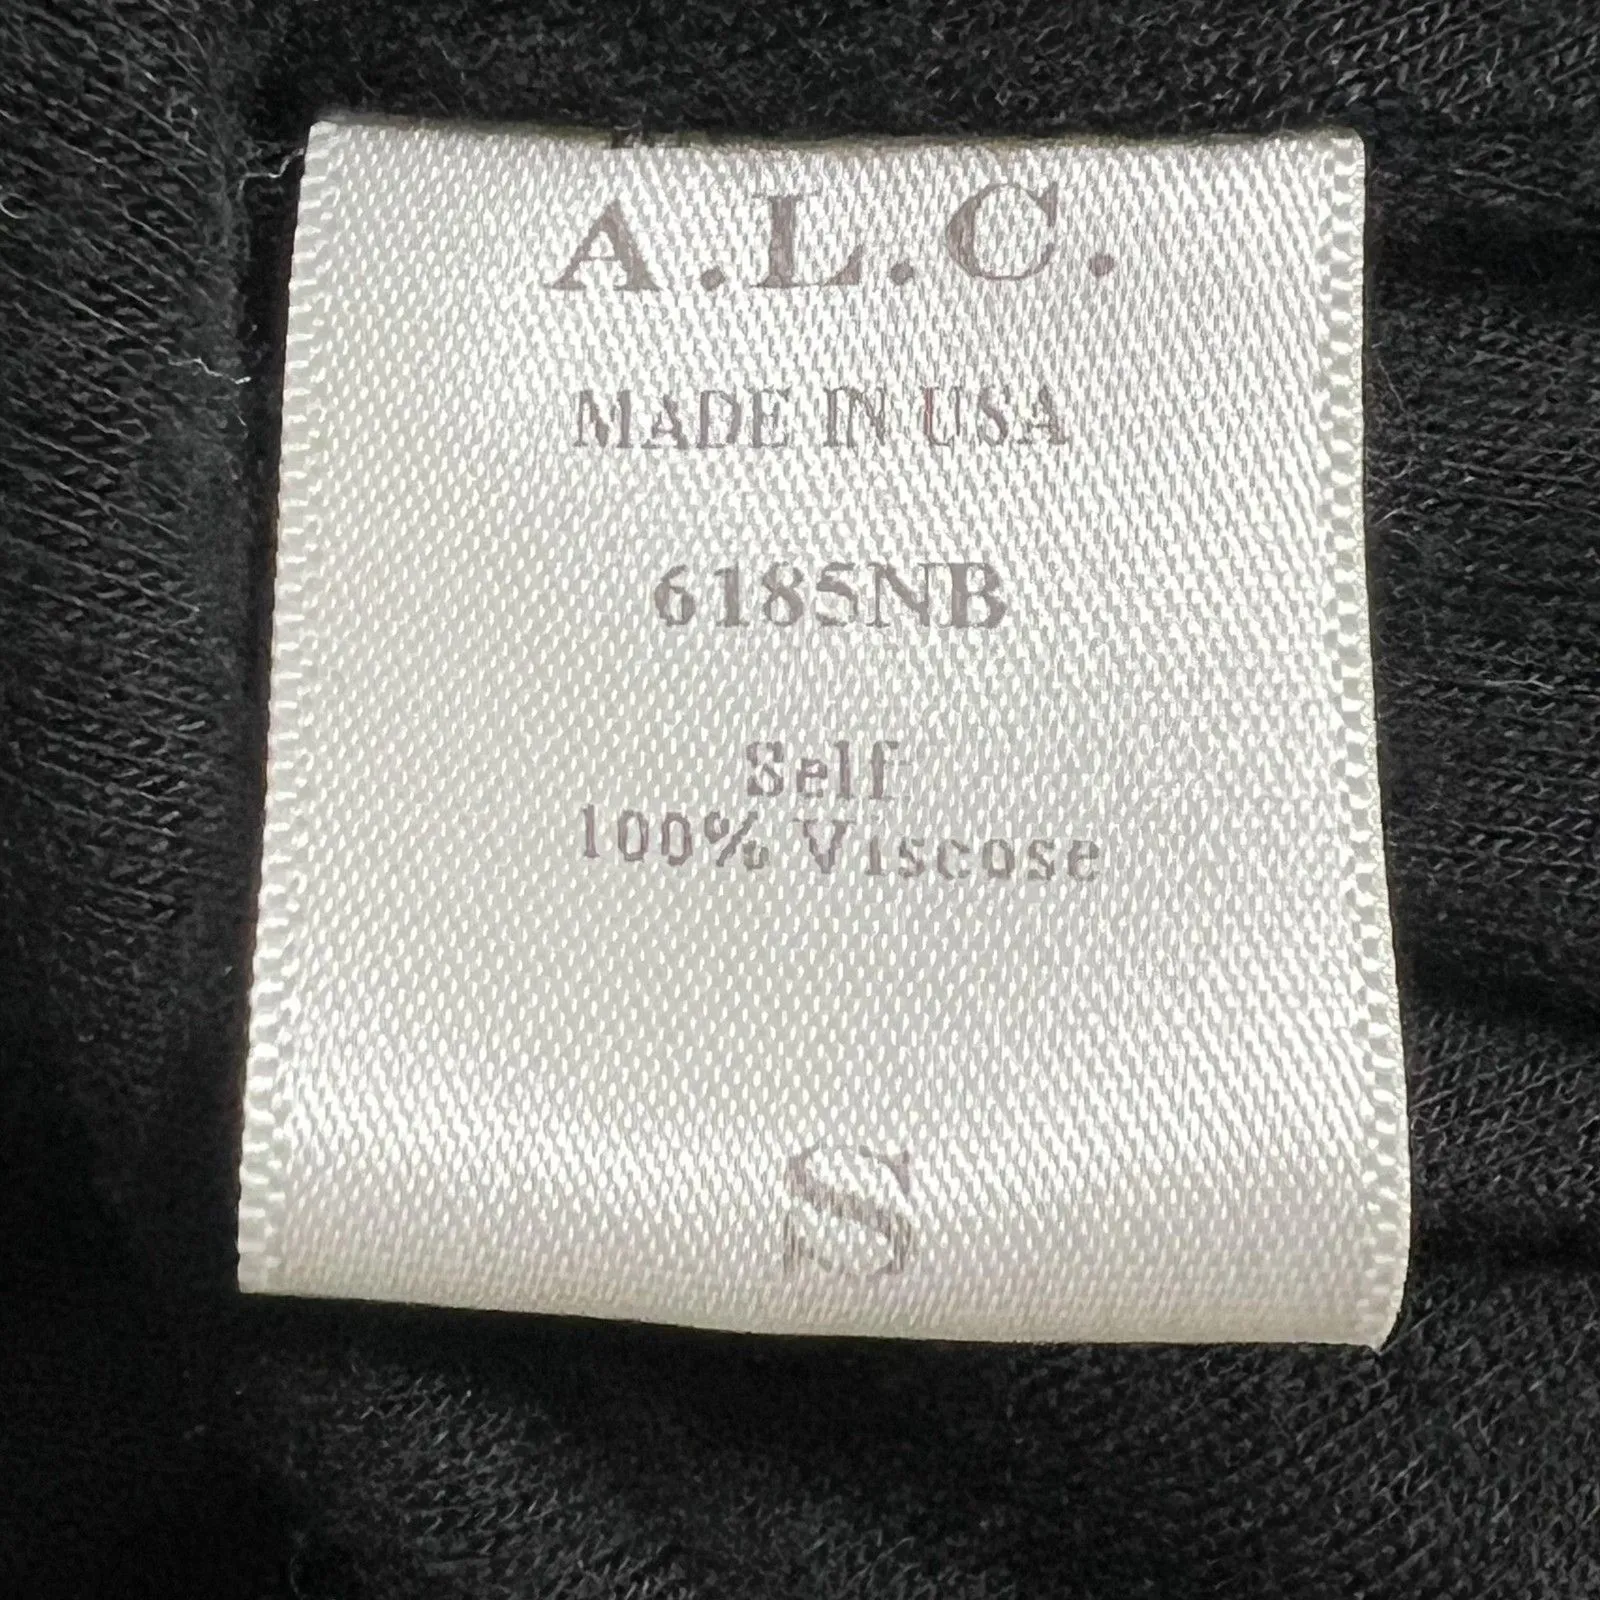 A.L.C.
MADE IN USA
6185NB
Self
100% Viscose
S